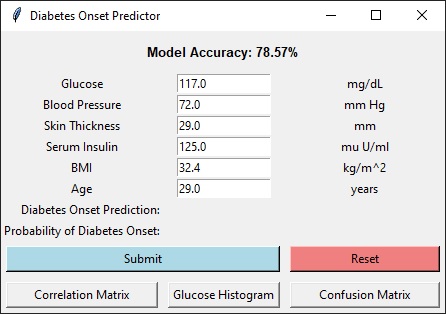 Diabetes Onset Predictor
Model Accuracy: 78.57%
Glucose 117.0 mg/dL
Blood Pressure 72.0 mm Hg
Skin Thickness 29.0 mm
Serum Insulin 125.0 mu U/ml
BMI 32.4 kg/m^2
Age 29.0 years
Diabetes Onset Prediction:
Probability of Diabetes Onset:
Submit Reset
Correlation Matrix Glucose Histogram Confusion Matrix